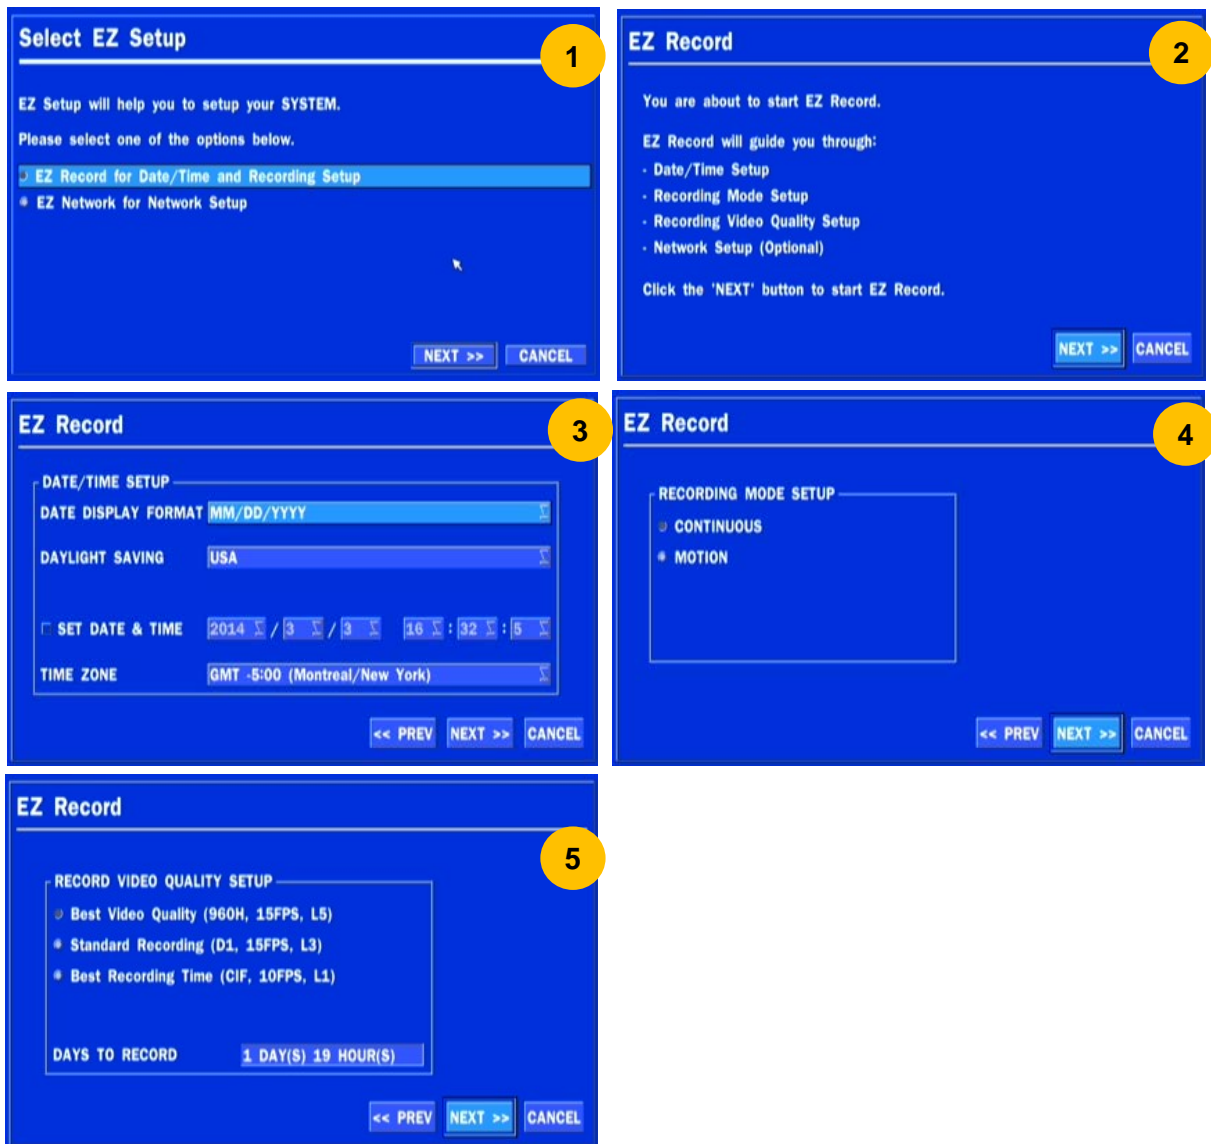 Select EZ Setup
1
EZ Setup will help you to setup your SYSTEM.
Please select one of the options below.
EZ Record for Date/Time and Recording Setup
EZ Network for Network Setup
NEXT >> CANCEL
EZ Record
2
You are about to start EZ Record.
EZ Record will guide you through:
- Date/Time Setup
- Recording Mode Setup
- Recording Video Quality Setup
- Network Setup (Optional)
Click the 'NEXT' button to start EZ Record.
NEXT >> CANCEL
EZ Record
3
DATE/TIME SETUP
DATE DISPLAY FORMAT MM/DD/YYYY
DAYLIGHT SAVING USA
SET DATE & TIME 2014 / 3 / 3 16 : 32 : 5
TIME ZONE GMT -5:00 (Montreal/New York)
<< PREV NEXT >> CANCEL
EZ Record
4
RECORDING MODE SETUP
CONTINUOUS
MOTION
<< PREV NEXT >> CANCEL
EZ Record
5
RECORD VIDEO QUALITY SETUP
Best Video Quality (960H, 15FPS, L5)
Standard Recording (D1, 15FPS, L3)
Best Recording Time (CIF, 10FPS, L1)
DAYS TO RECORD 1 DAY(S) 19 HOUR(S)
<< PREV NEXT >> CANCEL